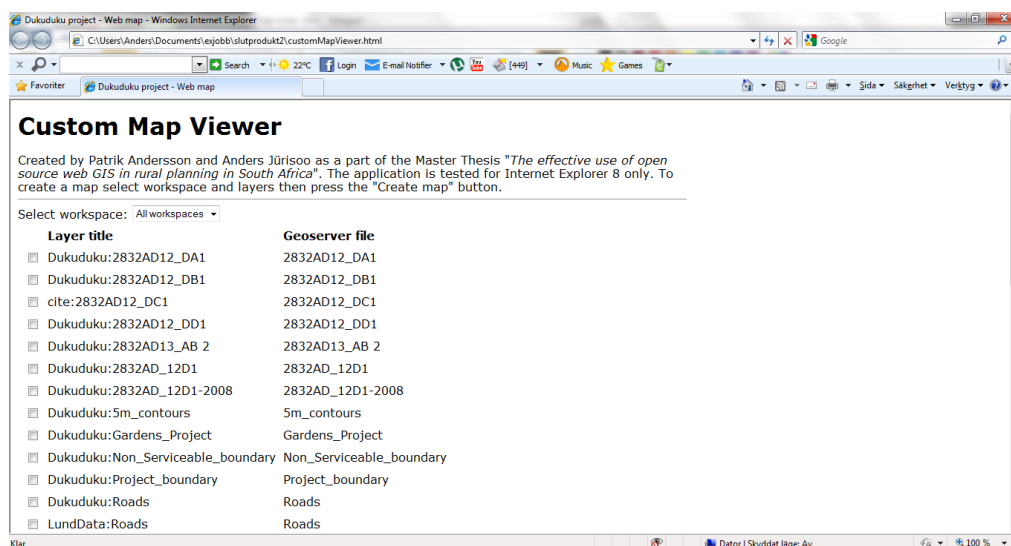 Dukuduku project - Web map - Windows Internet Explorer
C:\Users\Anders\Documents\exjobb\slutprodukt2\customMapViewer.html
Google
Search 22°C Login E-mail Notifier You Tube [449] Music Games
Favoriter Dukuduku project - Web map Sida Säkerhet Verktyg
Custom Map Viewer
Created by Patrik Andersson and Anders Jürisoo as a part of the Master Thesis "The effective use of open
source web GIS in rural planning in South Africa". The application is tested for Internet Explorer 8 only. To
create a map select workspace and layers then press the "Create map" button.
Select workspace: All workspaces
Layer title Geoserver file
Dukuduku:2832AD12_DA1 2832AD12_DA1
Dukuduku:2832AD12_DB1 2832AD12_DB1
cite:2832AD12_DC1 2832AD12_DC1
Dukuduku:2832AD12_DD1 2832AD12_DD1
Dukuduku:2832AD13_AB 2 2832AD13_AB 2
Dukuduku:2832AD_12D1 2832AD_12D1
Dukuduku:2832AD_12D1-2008 2832AD_12D1-2008
Dukuduku:5m_contours 5m_contours
Dukuduku:Gardens_Project Gardens_Project
Dukuduku:Non_Serviceable_boundary Non_Serviceable_boundary
Dukuduku:Project_boundary Project_boundary
Dukuduku:Roads Roads
LundData:Roads Roads
Klar Dator | Skyddat läge: Av 100 %